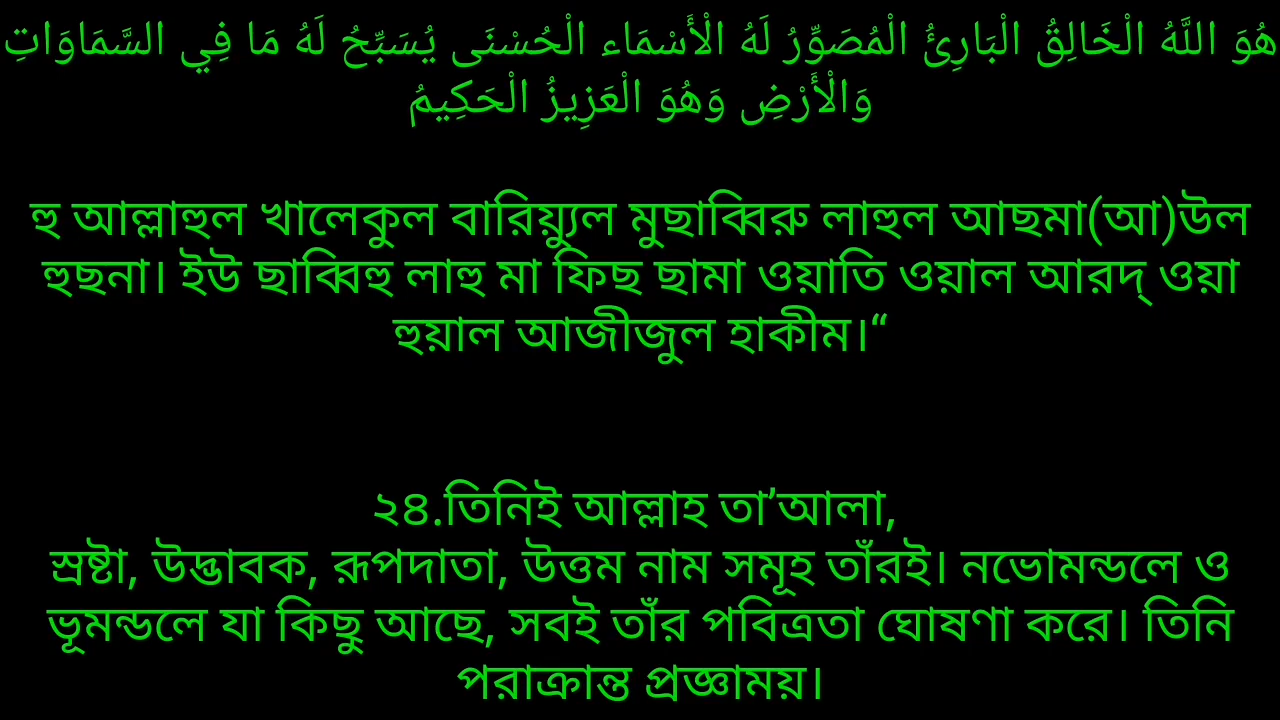 هُوَ اللَّهُ الْخَالِقُ الْبَارِئُ الْمُصَوِّرُ لَهُ الْأَسْمَاء الْحُسْنَى يُسَبِّحُ لَهُ مَا فِي السَّمَاوَاتِ
وَالْأَرْضِ وَهُوَ الْعَزِيزُ الْحَكِيمُ
হু আল্লাহুল খালেকুল বারিয়্যুল মুছাব্বিরু লাহুল আছমা(আ)উল
হুছনা। ইউ ছাব্বিহু লাহু মা ফিছ ছামা ওয়াতি ওয়াল আরদ্ ওয়া
হুয়াল আজীজুল হাকীম।“
২৪.তিনিই আল্লাহ তা’আলা,
স্রষ্টা, উদ্ভাবক, রূপদাতা, উত্তম নাম সমূহ তাঁরই। নভোমন্ডলে ও
ভূমন্ডলে যা কিছু আছে, সবই তাঁর পবিত্রতা ঘোষণা করে। তিনি
পরাক্রান্ত প্রজ্ঞাময়।